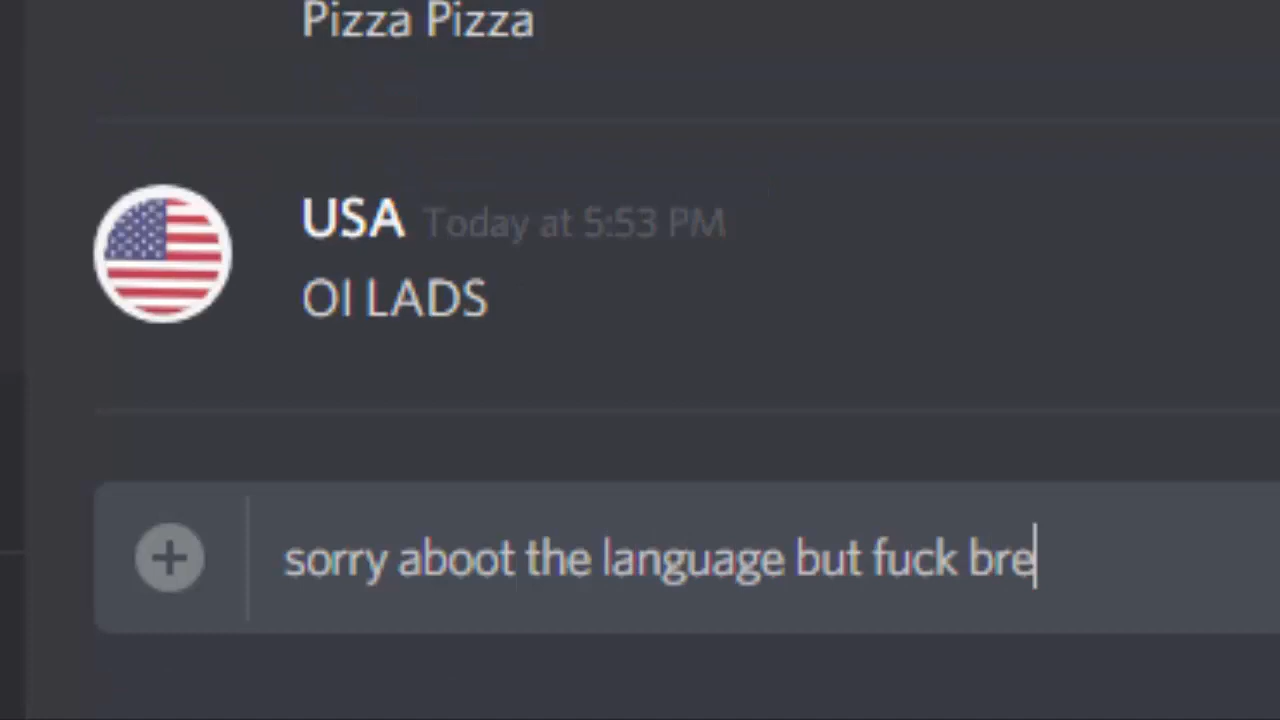 Pizza Pizza
USA Today at 5:53 PM
OI LADS
sorry aboot the language but fuck bre